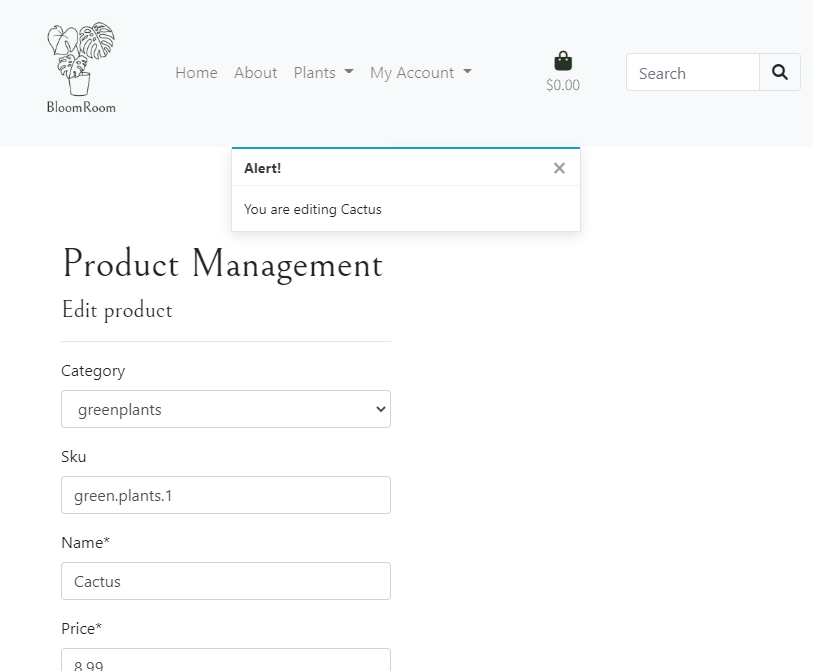 BloomRoom
Home About Plants My Account
$0.00
Search
Alert!
You are editing Cactus
Product Management
Edit product
Category
greenplants
Sku
green.plants.1
Name*
Cactus
Price*
8.99